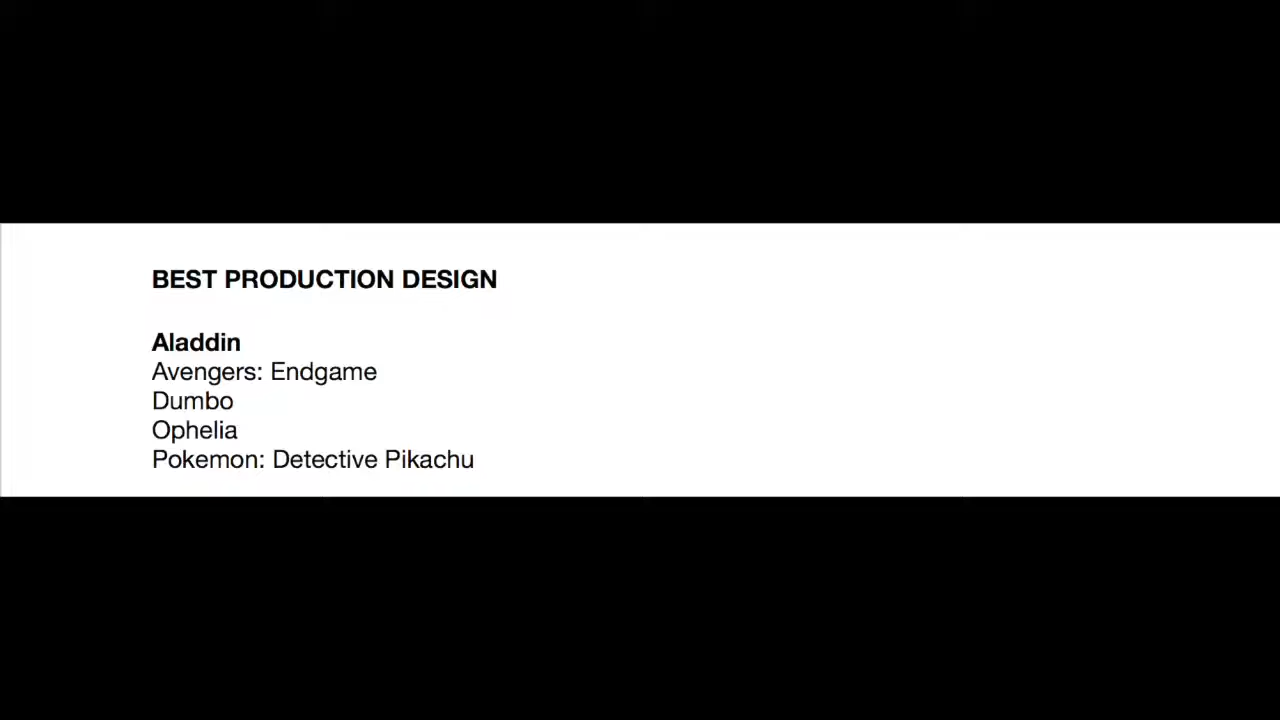 BEST PRODUCTION DESIGN
Aladdin
Avengers: Endgame
Dumbo
Ophelia
Pokemon: Detective Pikachu